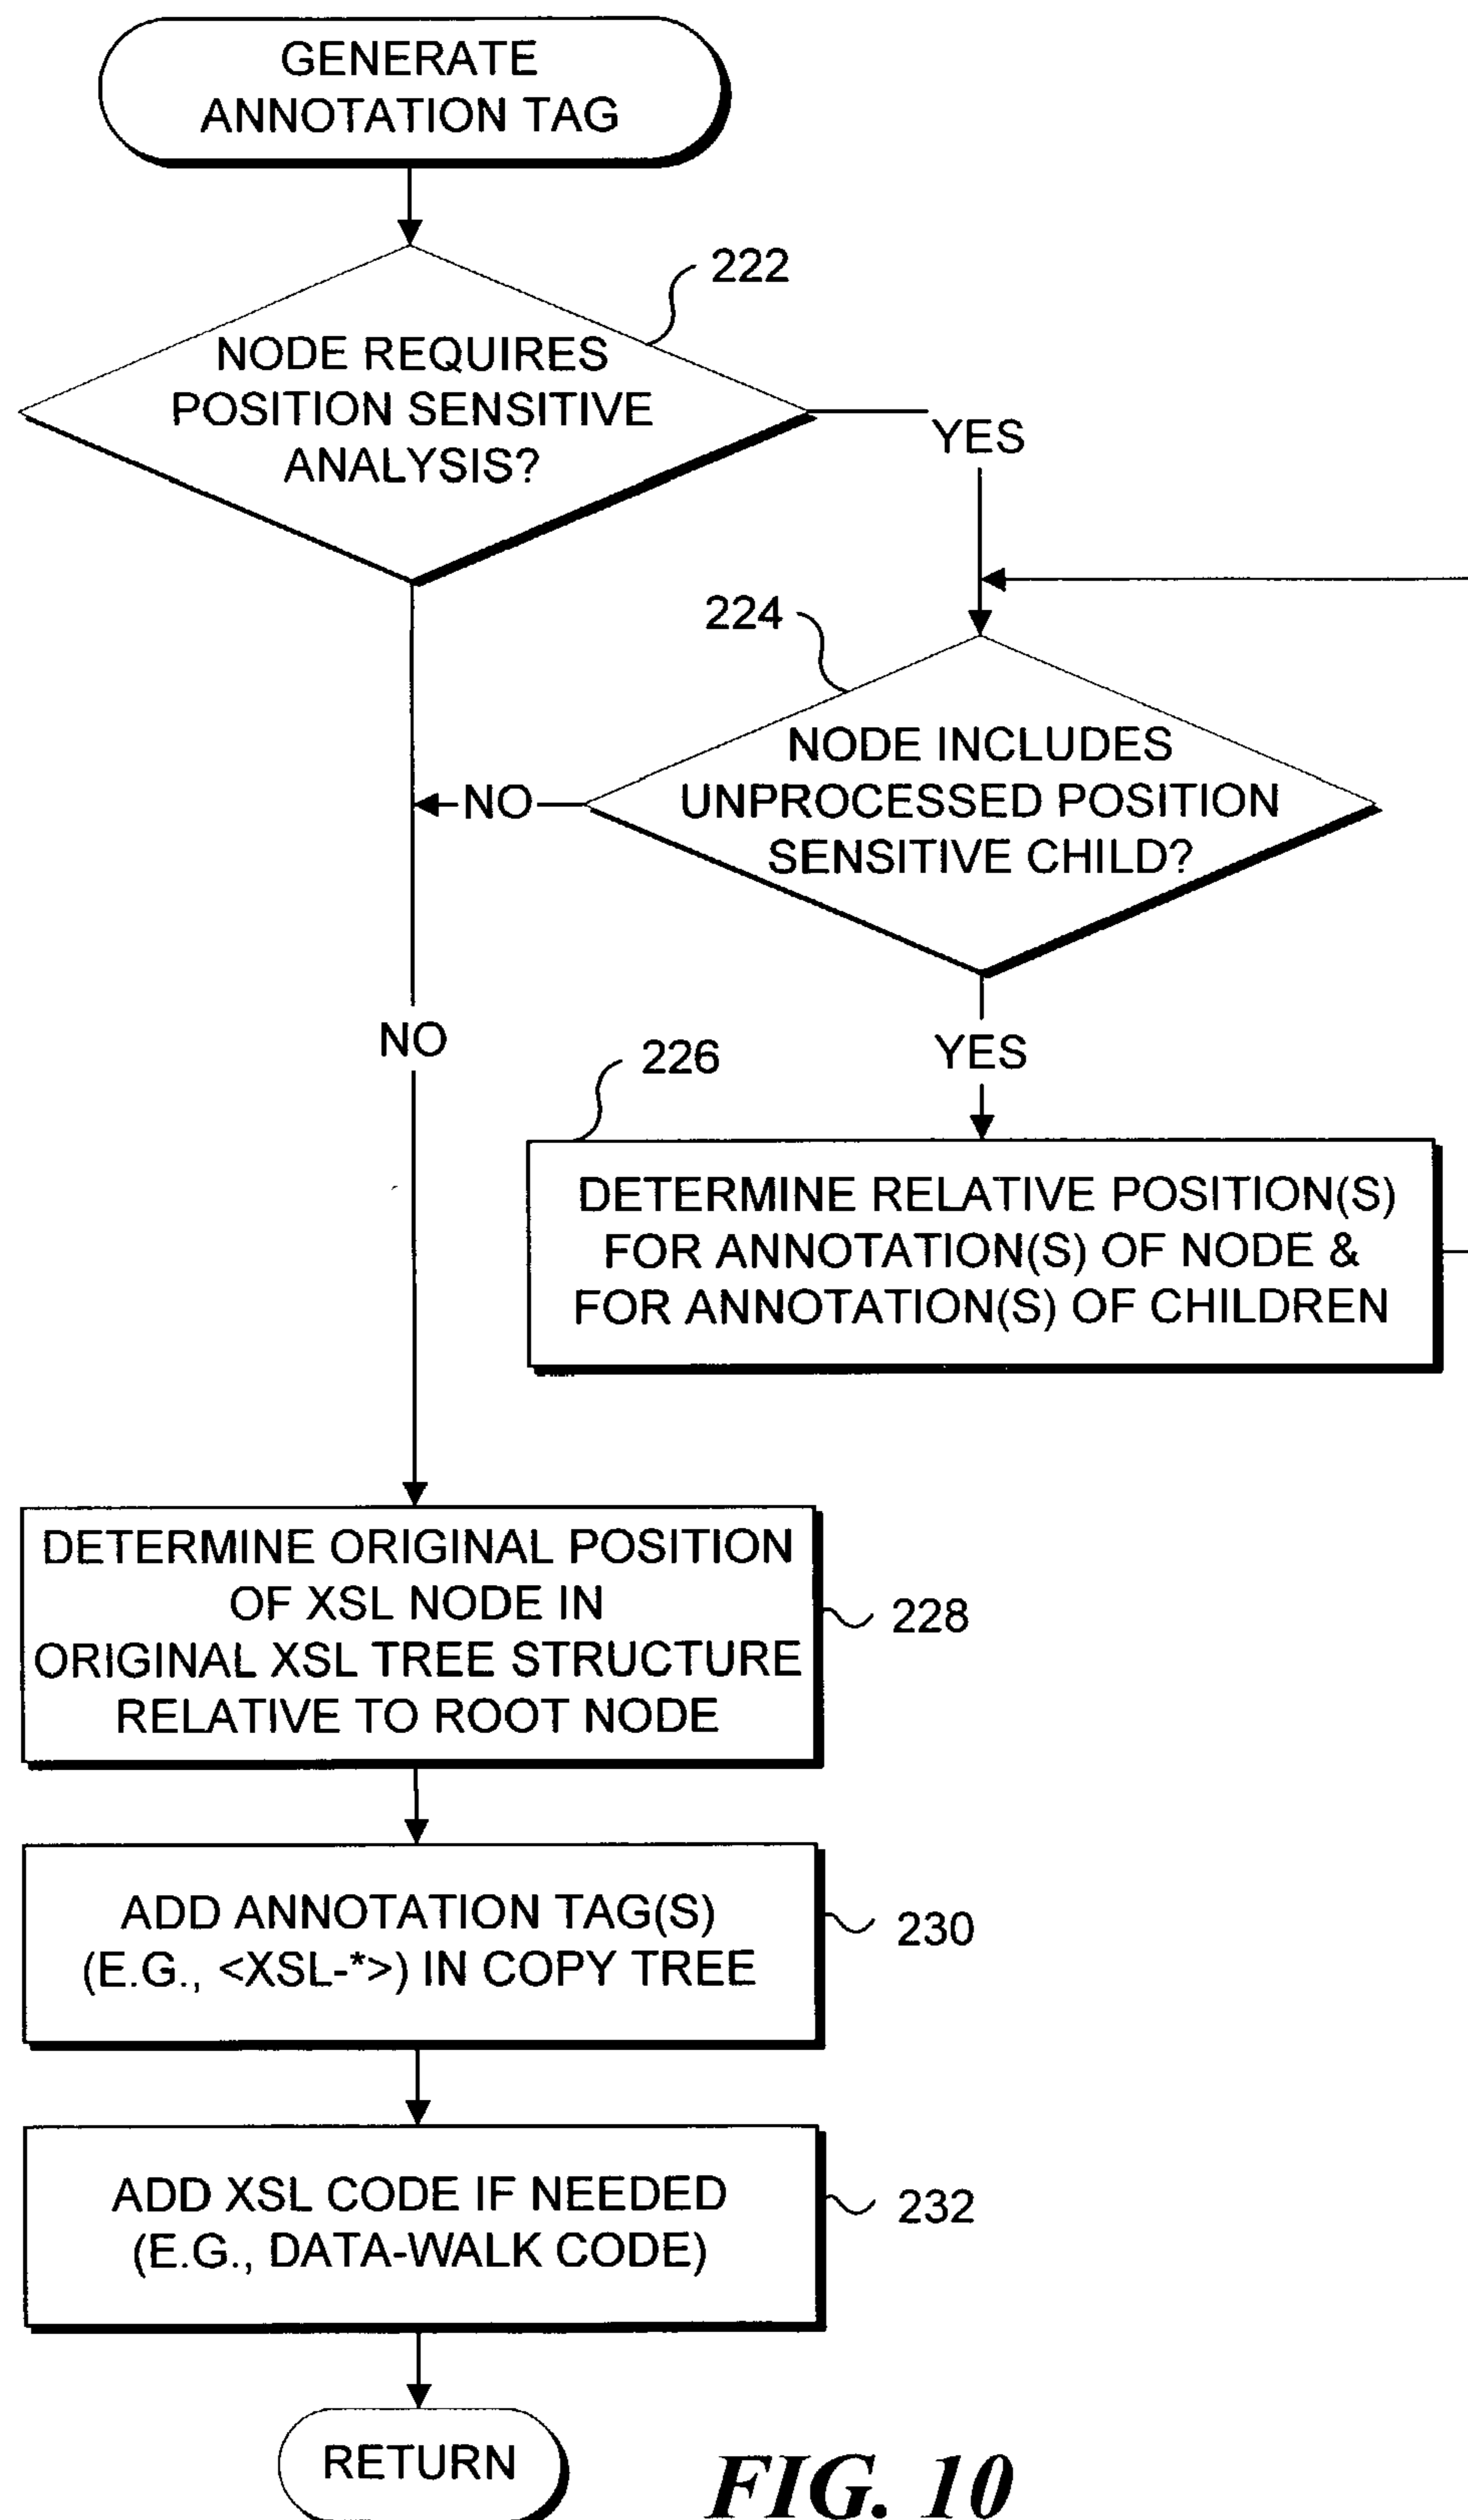 GENERATE
ANNOTATION TAG
222
NODE REQUIRES
POSITION SENSITIVE
ANALYSIS?
YES
224
NODE INCLUDES
UNPROCESSED POSITION
SENSITIVE CHILD?
NO
NO
YES
226
DETERMINE RELATIVE POSITION(S)
FOR ANNOTATION(S) OF NODE &
FOR ANNOTATION(S) OF CHILDREN
DETERMINE ORIGINAL POSITION
OF XSL NODE IN
ORIGINAL XSL TREE STRUCTURE
RELATIVE TO ROOT NODE
228
ADD ANNOTATION TAG(S)
(E.G., <XSL-*>) IN COPY TREE
230
ADD XSL CODE IF NEEDED
(E.G., DATA-WALK CODE)
232
RETURN
FIG. 10